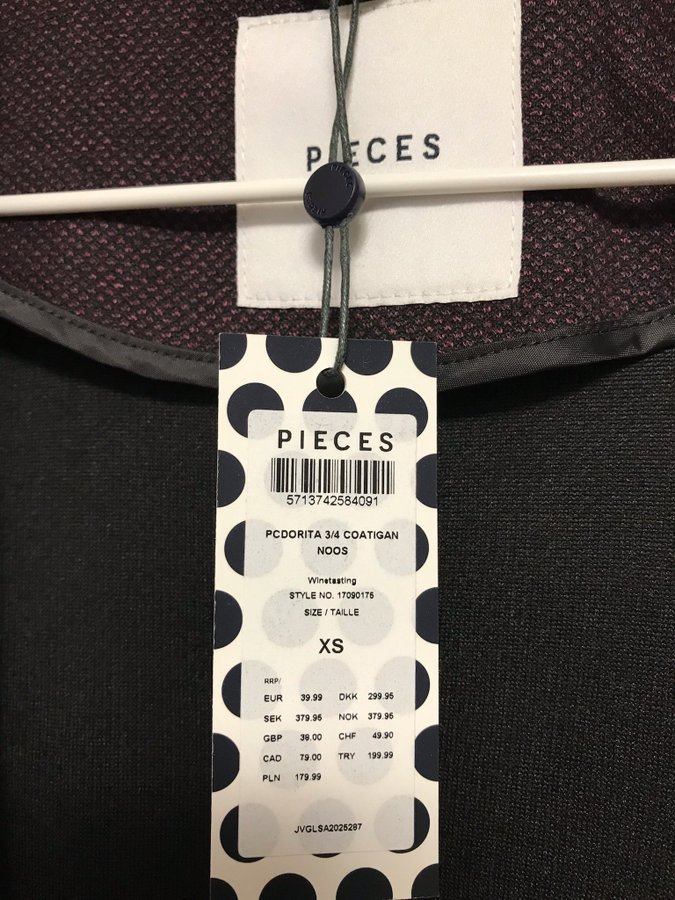 PIECES
PIECES
PIECES
5713742584091
PCDORITA 3/4 COATIGAN
NOOS
Winetasting
STYLE NO. 17090175
SIZE / TAILLE
XS
RRP/
EUR 39.99 DKK 299.95
SEK 379.95 NOK 379.95
GBP 38.00 CHF 49.90
CAD 79.00 TRY 199.99
PLN 179.99
JVGLSA2025287